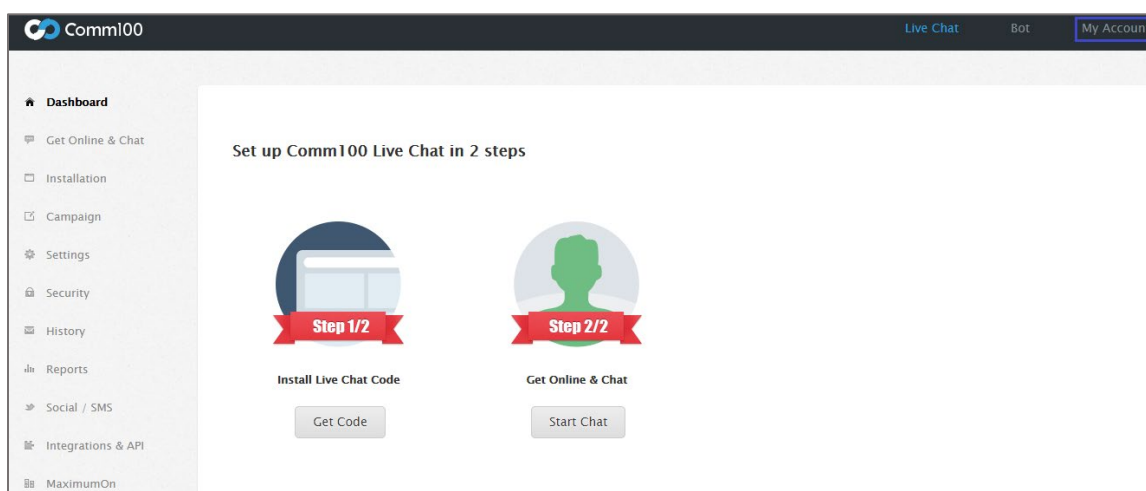 Comm100
Live Chat
Bot
My Accoun
Dashboard
Get Online & Chat
Installation
Campaign
Settings
Security
History
Reports
Social / SMS
Integrations & API
MaximumOn
Set up Comm100 Live Chat in 2 steps
Step 1/2
Step 2/2
Install Live Chat Code
Get Online & Chat
Get Code
Start Chat